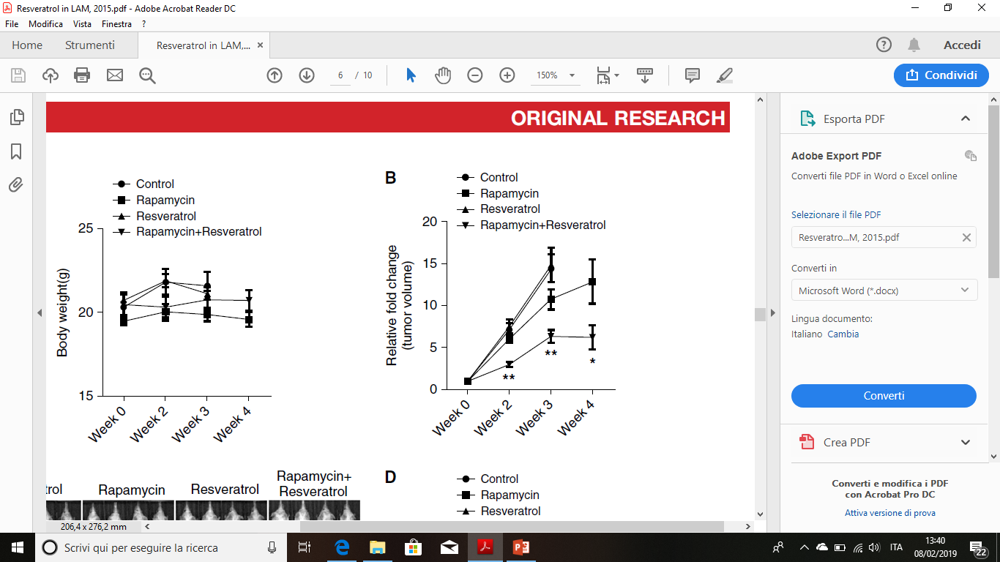 Resveratrol in LAM, 2015.pdf - Adobe Acrobat Reader DC
File Modifica Vista Finestra ?
Home Strumenti Resveratrol in LAM,... × Accedi
6 / 10 150% Condividi
ORIGINAL RESEARCH
Control
Rapamycin
Resveratrol
Rapamycin+Resveratrol
25
20
15
Body weight(g)
Week 0 Week 2 Week 3 Week 4
B
Control
Rapamycin
Resveratrol
Rapamycin+Resveratrol
20
15
10
5
0
Relative fold change
(tumor volume)
**
**
*
Week 0 Week 2 Week 3 Week 4
trol Rapamycin Resveratrol Rapamycin+
Resveratrol
D
Control
Rapamycin
Resveratrol
206,4 x 276,2 mm
Esporta PDF
Adobe Export PDF
Converti file PDF in Word o Excel online
Selezionare il file PDF
Resveratro...M, 2015.pdf
Converti in
Microsoft Word (*.docx)
Lingua documento:
Italiano Cambia
Converti
Crea PDF
Converti e modifica i PDF
con Acrobat Pro DC
Attiva versione di prova
Scrivi qui per eseguire la ricerca
ITA
13:40
08/02/2019
22